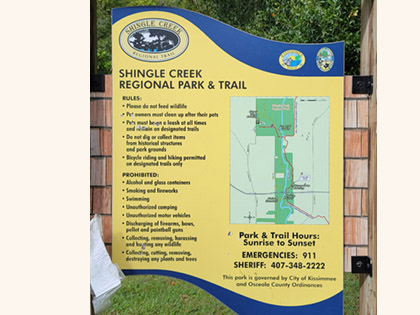 SHINGLE CREEK
REGIONAL TRAIL
SHINGLE CREEK
REGIONAL PARK & TRAIL
RULES:
• Please do not feed wildlife
• Pet owners must clean up after their pets
• Pets must be on a leash at all times
and remain on designated trails
• Do not dig or collect items
from historical structures
and park grounds
• Bicycle riding and hiking permitted
on designated trails only
PROHIBITED:
• Alcohol and glass containers
• Smoking and fireworks
• Swimming
• Unauthorized camping
• Unauthorized motor vehicles
• Discharging of firearms, bows,
pellet and paintball guns
• Collecting, removing, harassing
and hunting any wildlife
• Collecting, cutting, removing,
destroying any plants and trees
Park & Trail Hours:
Sunrise to Sunset
EMERGENCIES: 911
SHERIFF: 407-348-2222
This park is governed by City of Kissimmee
and Osceola County Ordinances